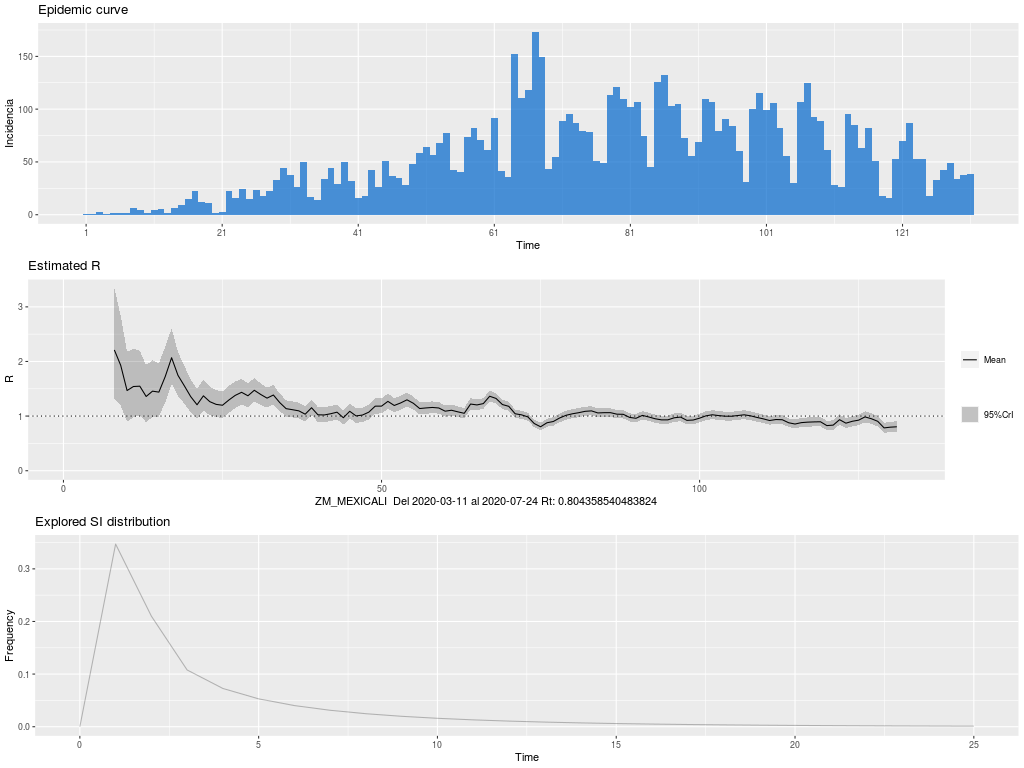 Epidemic curve
Incidencia
150
100
50
0
1 21 41 61 81 101 121
Time
Estimated R
R
3
2
1
0
0 50 100
Mean
95%CrI
ZM_MEXICALI Del 2020-03-11 al 2020-07-24 Rt: 0.804358540483824
Explored SI distribution
Frequency
0.3
0.2
0.1
0.0
0 5 10 15 20 25
Time